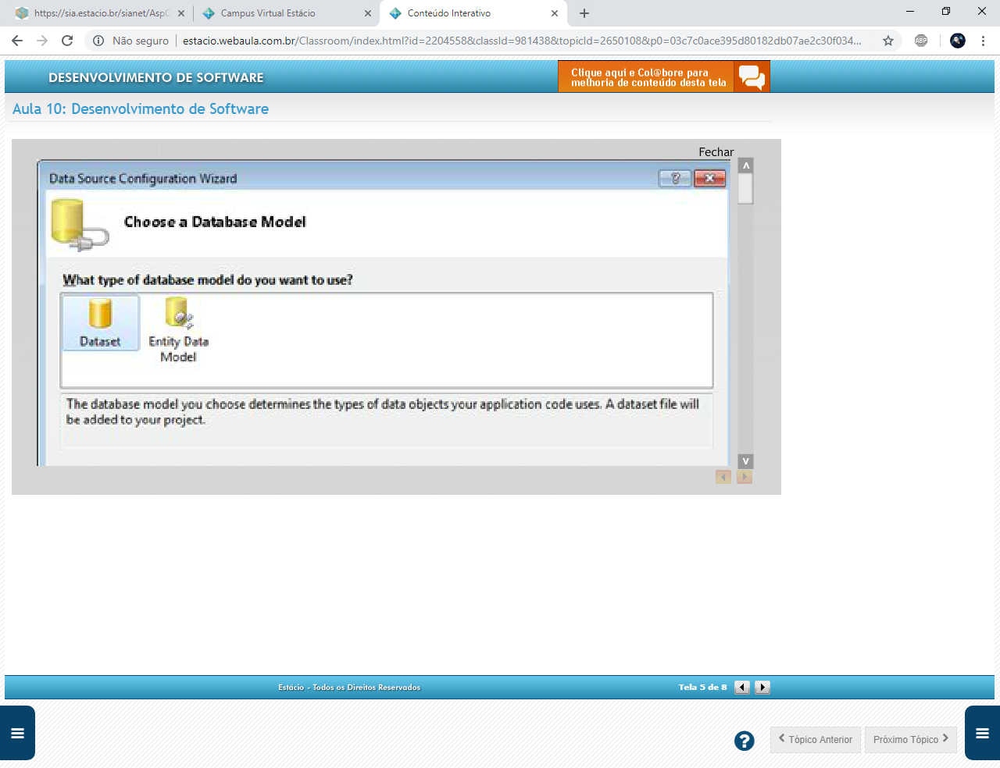 https://sia.estacio.br/sianet/Asp
Campus Virtual Estácio
Conteúdo Interativo
Não seguro
estacio.webaula.com.br/Classroom/index.html?id=2204558&classId=981438&topicId=2650108&p0=03c7c0ace395d80182db07ae2c30f034...
ABP
DESENVOLVIMENTO DE SOFTWARE
Clique aqui e Col@bore para
melhoria de conteúdo desta tela
Aula 10: Desenvolvimento de Software
Fechar
Data Source Configuration Wizard
Choose a Database Model
What type of database model do you want to use?
Dataset
Entity Data
Model
The database model you choose determines the types of data objects your application code uses. A dataset file will
be added to your project.
Estácio - Todos os Direitos Reservados
Tela 5 de 8
Tópico Anterior
Próximo Tópico